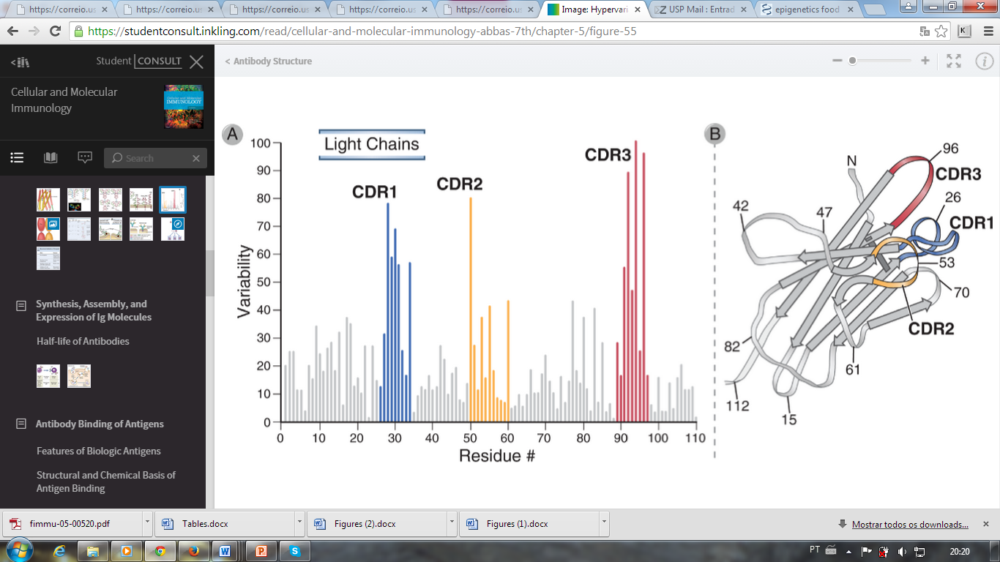 https://correio.us
https://correio.us
https://correio.us
https://correio.us
https://correio.us
Image: Hypervari
USP Mail : Entrad
epigenetics food
https://studentconsult.inkling.com/read/cellular-and-molecular-immunology-abbas-7th/chapter-5/figure-55
Student CONSULT
Cellular and Molecular
Immunology
Search
Synthesis, Assembly, and
Expression of Ig Molecules
Half-life of Antibodies
Antibody Binding of Antigens
Features of Biologic Antigens
Structural and Chemical Basis of
Antigen Binding
< Antibody Structure
A
Light Chains
CDR1
CDR2
CDR3
Variability
100
90
80
70
60
50
40
30
20
10
0
0 10 20 30 40 50 60 70 80 90 100 110
Residue #
B
N
96
CDR3
26
CDR1
42
47
53
70
CDR2
82
61
112
15
fimmu-05-00520.pdf
Tables.docx
Figures (2).docx
Figures (1).docx
Mostrar todos os downloads...
PT
20:20